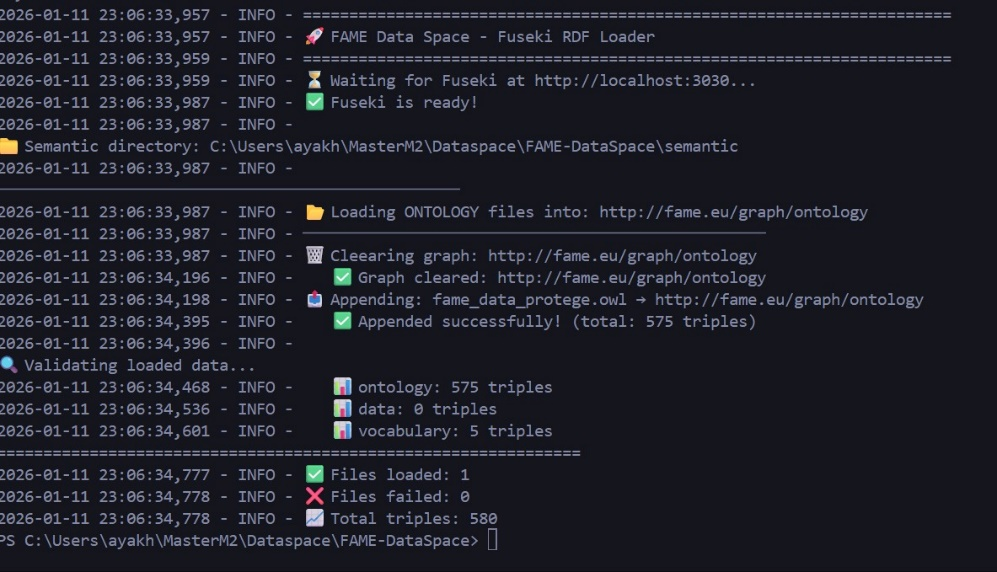 2026-01-11 23:06:33,957 - INFO - ======================================================================
2026-01-11 23:06:33,957 - INFO - 🚀 FAME Data Space - Fuseki RDF Loader
2026-01-11 23:06:33,959 - INFO - ======================================================================
2026-01-11 23:06:33,959 - INFO - ⏳ Waiting for Fuseki at http://localhost:3030...
2026-01-11 23:06:33,987 - INFO - ✅ Fuseki is ready!
2026-01-11 23:06:33,987 - INFO -
📁 Semantic directory: C:\Users\ayakh\MasterM2\Dataspace\FAME-DataSpace\semantic
2026-01-11 23:06:33,987 - INFO -
──────────────────────────────────────────────────
2026-01-11 23:06:33,987 - INFO - 📂 Loading ONTOLOGY files into: http://fame.eu/graph/ontology
2026-01-11 23:06:33,987 - INFO - ──────────────────────────────────────────────────
2026-01-11 23:06:33,987 - INFO - 🗑️ Cleearing graph: http://fame.eu/graph/ontology
2026-01-11 23:06:34,196 - INFO -    ✅ Graph cleared: http://fame.eu/graph/ontology
2026-01-11 23:06:34,198 - INFO - 📤 Appending: fame_data_protege.owl → http://fame.eu/graph/ontology
2026-01-11 23:06:34,395 - INFO -    ✅ Appended successfully! (total: 575 triples)
2026-01-11 23:06:34,396 - INFO -
🔍 Validating loaded data...
2026-01-11 23:06:34,468 - INFO -    📊 ontology: 575 triples
2026-01-11 23:06:34,536 - INFO -    📊 data: 0 triples
2026-01-11 23:06:34,601 - INFO -    📊 vocabulary: 5 triples
===============================================================
2026-01-11 23:06:34,777 - INFO - ✅ Files loaded: 1
2026-01-11 23:06:34,778 - INFO - ❌ Files failed: 0
2026-01-11 23:06:34,778 - INFO - 📈 Total triples: 580
PS C:\Users\ayakh\MasterM2\Dataspace\FAME-DataSpace>